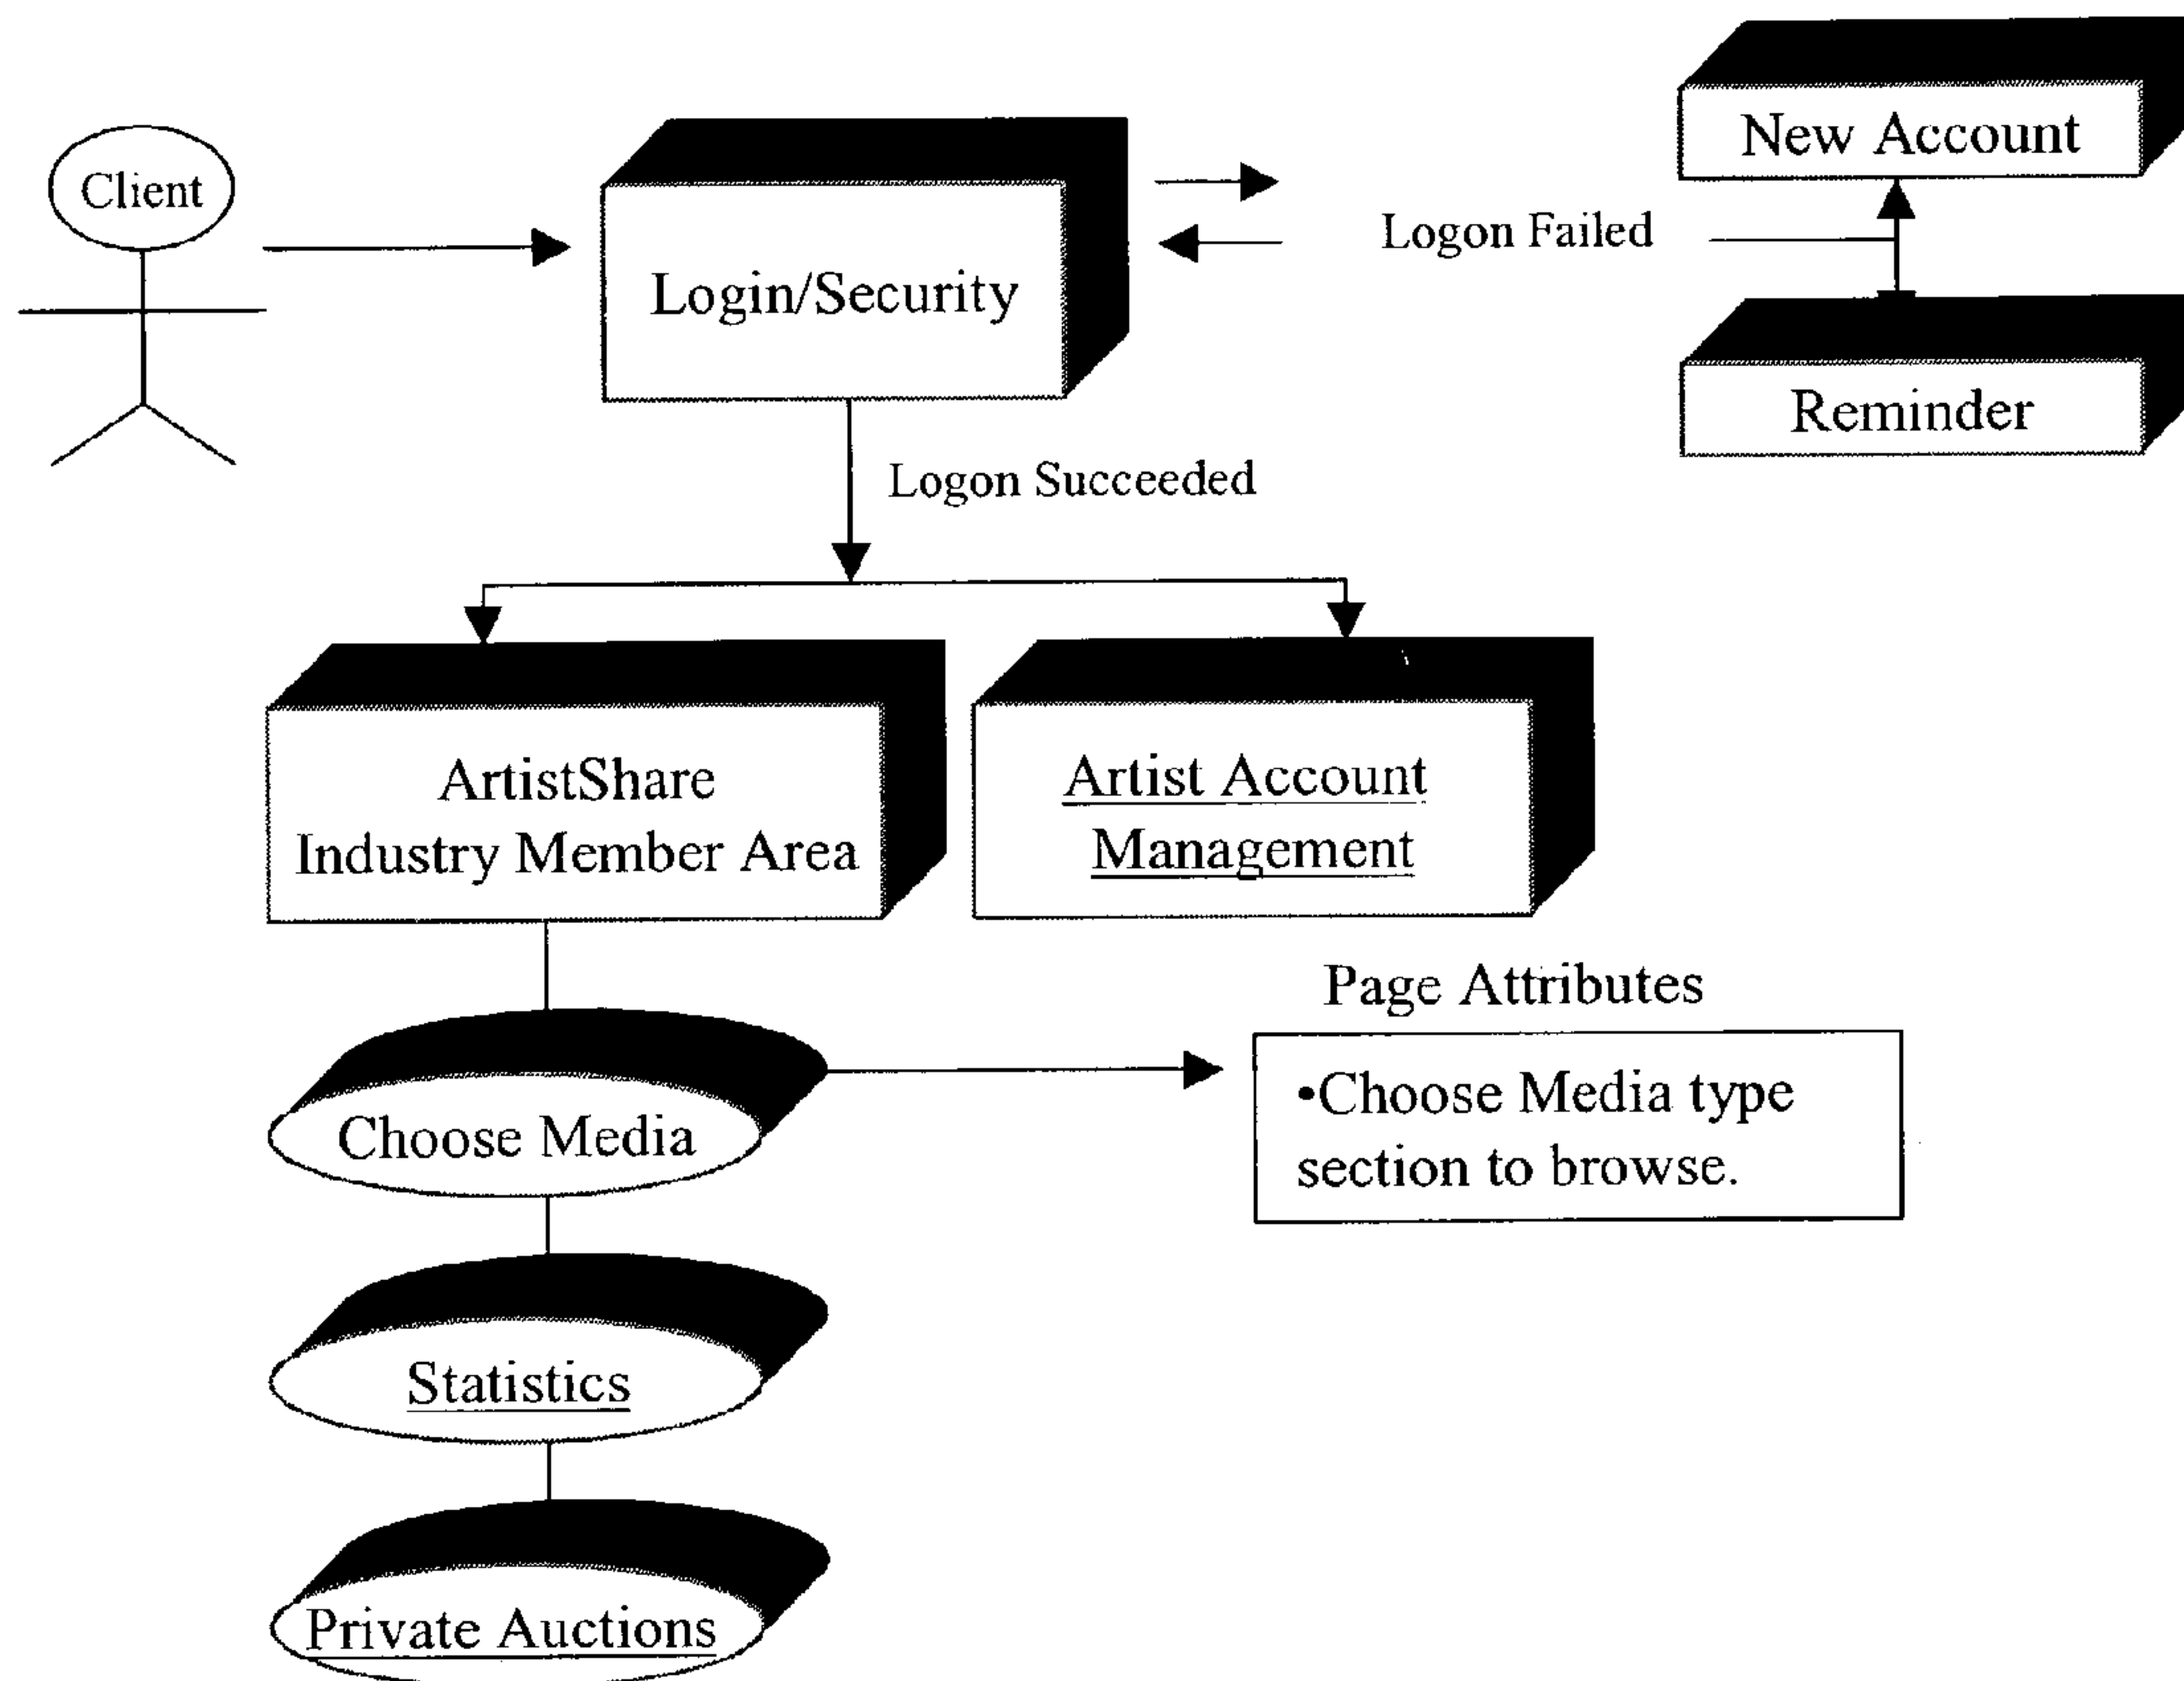 New Account
Client
Logon Failed
Login/Security
Reminder
Logon Succeeded
ArtistShare
Industry Member Area
Artist Account
Management
Page Attributes
•Choose Media type
section to browse.
Choose Media
Statistics
Private Auctions